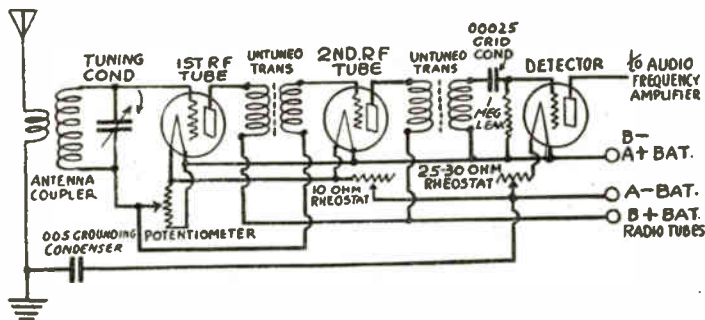 TUNING
COND
1ST RF
TUBE
UNTUNED
TRANS
2ND. RF
TUBE
UNTUNED
TRANS
00025
GRID
COND
DETECTOR
to AUDIO
FREQUENCY
AMPLIFIER
1
MEG
LEAK
ANTENNA
COUPLER
POTENTIOMETER
10 OHM
RHEOSTAT
25-30 OHM
RHEOSTAT
B-
A+ BAT.
A-BAT.
B+BAT.
RADIO TUBES
005 GROUNDING
CONDENSER